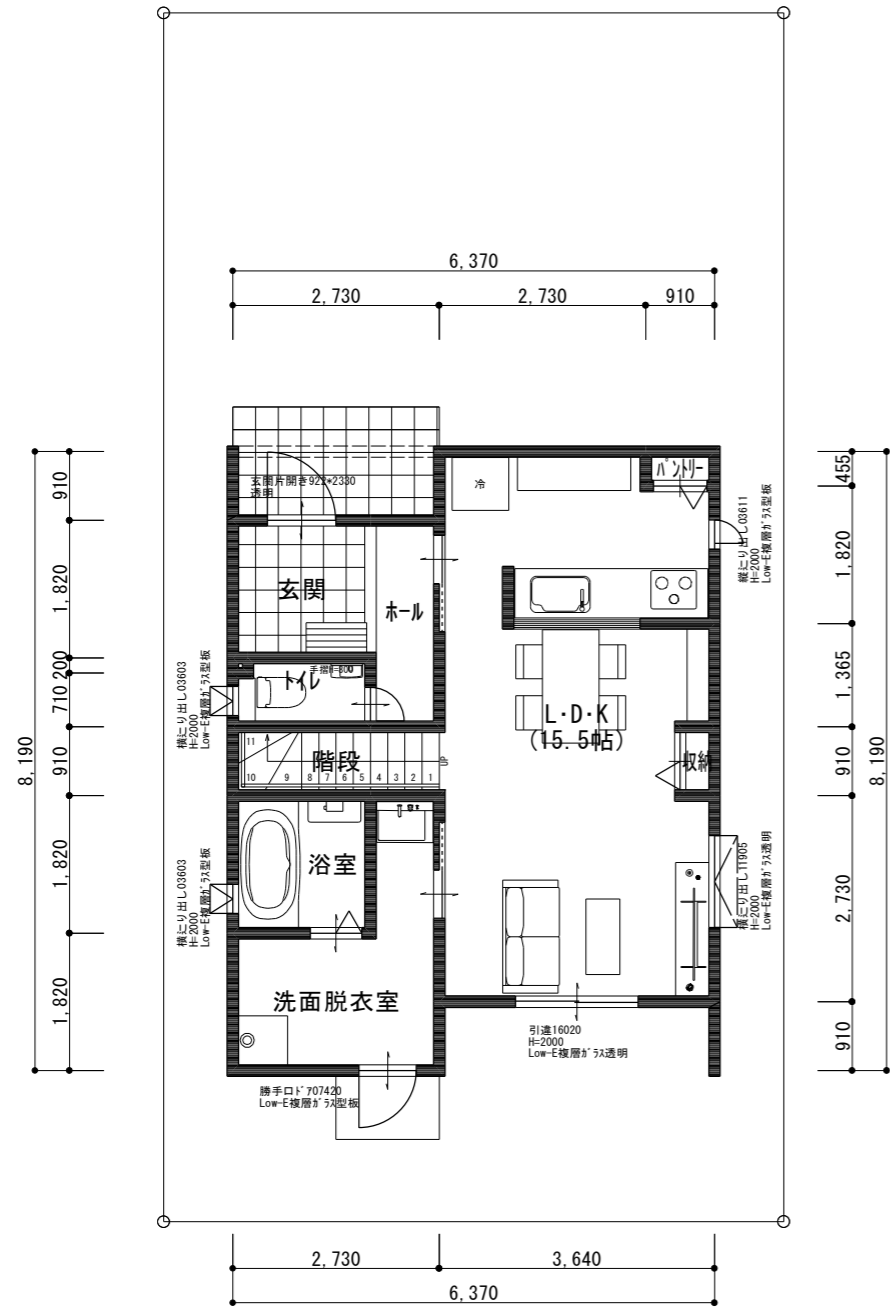 6,370
2,730
2,730
910
8,190
910
1,820
200
710
910
1,820
1,820
455
1,820
1,365
910
2,730
910
8,190
玄関片開き922*2330
透明
冷
パントリー
縦辷り出し03611
H=2000
Low-E複層ガラス型板
玄関
ホール
手摺H=800
トイレ
横辷り出し03603
H=2000
Low-E複層ガラス型板
L・D・K
(15.5帖)
階段
UP
11
10
9
8
7
6
5
4
3
2
1
収納
浴室
横辷り出し03603
H=2000
Low-E複層ガラス型板
横辷り出し11905
H=2000
Low-E複層ガラス透明
洗面脱衣室
引違16020
H=2000
Low-E複層ガラス透明
勝手口ドア07420
Low-E複層ガラス型板
2,730
3,640
6,370